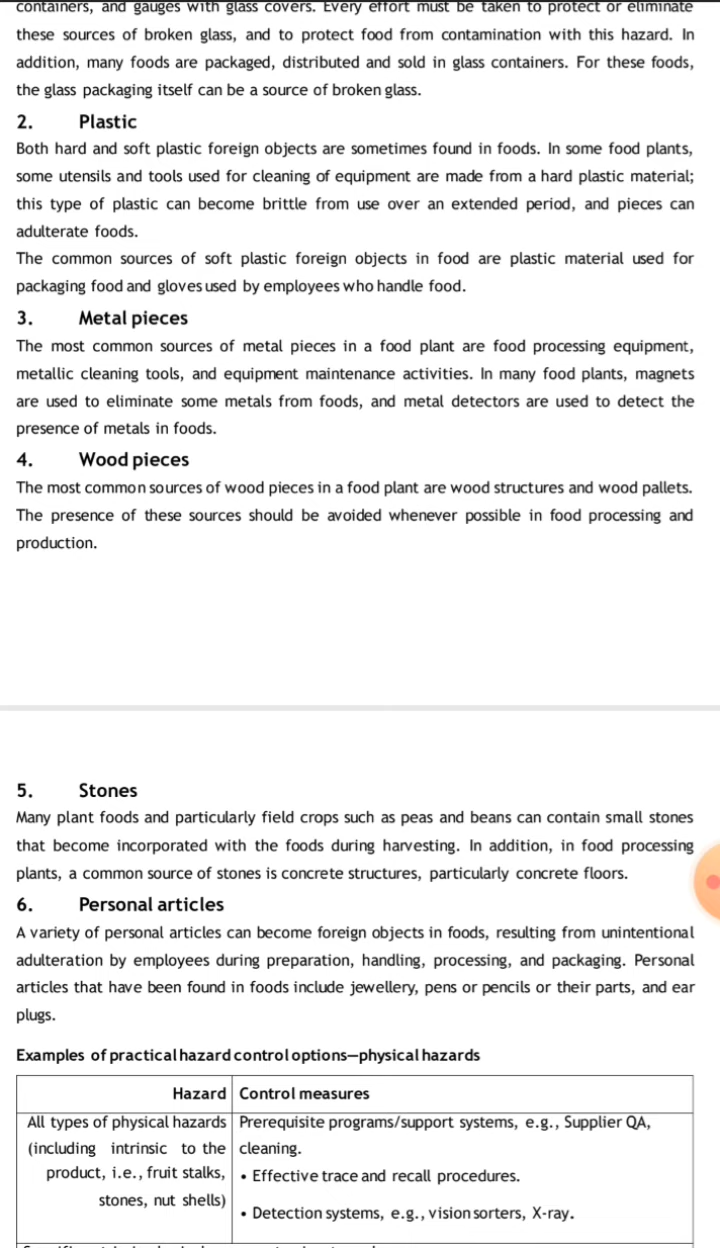 containers, and gauges with glass covers. Every effort must be taken to protect or eliminate
these sources of broken glass, and to protect food from contamination with this hazard. In
addition, many foods are packaged, distributed and sold in glass containers. For these foods,
the glass packaging itself can be a source of broken glass.
2. Plastic
Both hard and soft plastic foreign objects are sometimes found in foods. In some food plants,
some utensils and tools used for cleaning of equipment are made from a hard plastic material;
this type of plastic can become brittle from use over an extended period, and pieces can
adulterate foods.
The common sources of soft plastic foreign objects in food are plastic material used for
packaging food and gloves used by employees who handle food.
3. Metal pieces
The most common sources of metal pieces in a food plant are food processing equipment,
metallic cleaning tools, and equipment maintenance activities. In many food plants, magnets
are used to eliminate some metals from foods, and metal detectors are used to detect the
presence of metals in foods.
4. Wood pieces
The most common sources of wood pieces in a food plant are wood structures and wood pallets.
The presence of these sources should be avoided whenever possible in food processing and
production.
5. Stones
Many plant foods and particularly field crops such as peas and beans can contain small stones
that become incorporated with the foods during harvesting. In addition, in food processing
plants, a common source of stones is concrete structures, particularly concrete floors.
6. Personal articles
A variety of personal articles can become foreign objects in foods, resulting from unintentional
adulteration by employees during preparation, handling, processing, and packaging. Personal
articles that have been found in foods include jewellery, pens or pencils or their parts, and ear
plugs.
Examples of practical hazard control options—physical hazards
Hazard Control measures
All types of physical hazards Prerequisite programs/support systems, e.g., Supplier QA,
(including intrinsic to the cleaning.
product, i.e., fruit stalks, • Effective trace and recall procedures.
stones, nut shells)
• Detection systems, e.g., vision sorters, X-ray.